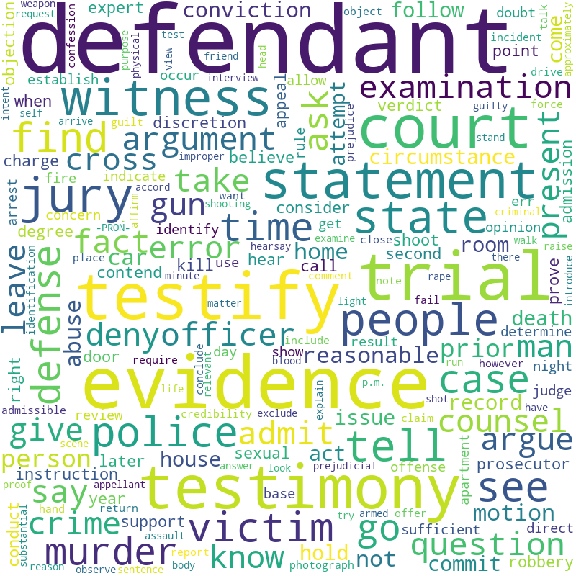 weapon
request
confession
expert
purpose
physical
conviction
test
view
friend
follow
object
interview
doubt
incident
head
talk
approximately
objection
defendant
point
come
drive
establish
intent
self
arrive
when
occur
guilt
improper
witness
discretion
appeal
allow
attempt
ask
prejudice
examination
verdict
guilty
force
stand
find
argument
rule
court
present
charge
cross
indicate
believe
circumstance
admission
fire
accord
want
arrest
concern
jury
take
consider
statement
err
opinion
criminal
raise
degree
-PRON-
affirm
gun
shooting
identify
time
get
examine
state
walk
introduce
leave
identification
fact
error
hearsay
home
close
shoot
room
there
place
car
hear
second
contend
kill
use
call
prove
defense
abuse
testify
minute
comment
fail
rape
matter
light
note
people
death
deny
officer
include
result
determine
man
door
day
show
reasonable
prior
however
night
right
require
conclude
relevant
blood
run
life
evidence
explain
p.m.
shot
have
case
judge
admissible
review
credibility
exclude
claim
give
police
admit
issue
record
counsel
scene
answer
look
tell
apartment
argue
person
later
house
sexual
act
offense
prosecutor
instruction
base
prejudicial
proof
appellant
say
year
testimony
see
conduct
substantial
hand
return
victim
try
armed
offer
go
sufficient
motion
direct
crime
support
assault
question
reason
murder
report
know
hold
not
commit
robbery
observe
sentence
body
photograph